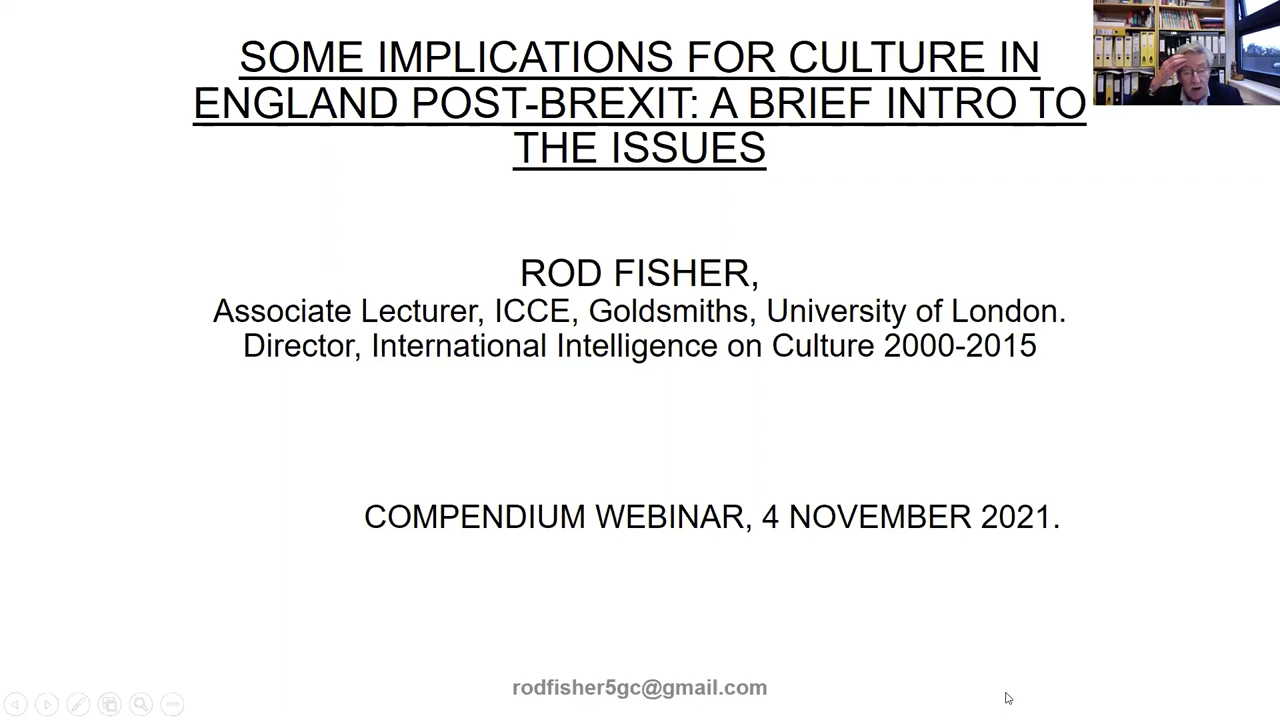 SOME IMPLICATIONS FOR CULTURE IN
ENGLAND POST-BREXIT: A BRIEF INTRO TO
THE ISSUES
ROD FISHER,
Associate Lecturer, ICCE, Goldsmiths, University of London.
Director, International Intelligence on Culture 2000-2015
COMPENDIUM WEBINAR, 4 NOVEMBER 2021.
rodfisher5gc@gmail.com